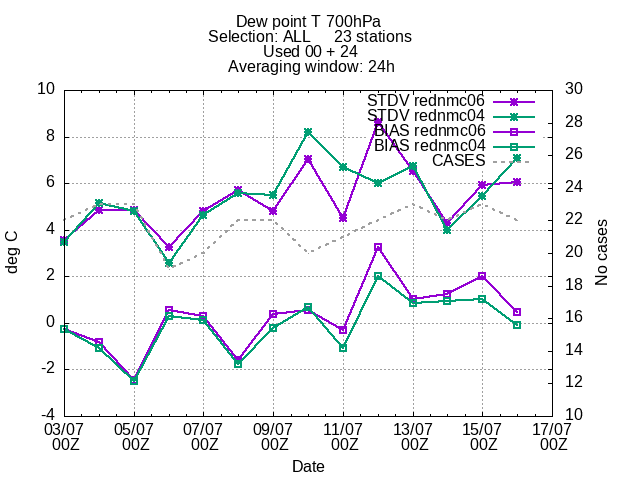 Dew point T 700hPa
Selection: ALL 23 stations
Used 00 + 24
Averaging window: 24h
STDV rednmc06
STDV rednmc04
BIAS rednmc06
BIAS rednmc04
CASES
10
8
6
4
2
0
-2
-4
deg C
30
28
26
24
22
20
18
16
14
12
10
No cases
03/07 05/07 07/07 09/07 11/07 13/07 15/07 17/07
00Z 00Z 00Z 00Z 00Z 00Z 00Z 00Z
Date